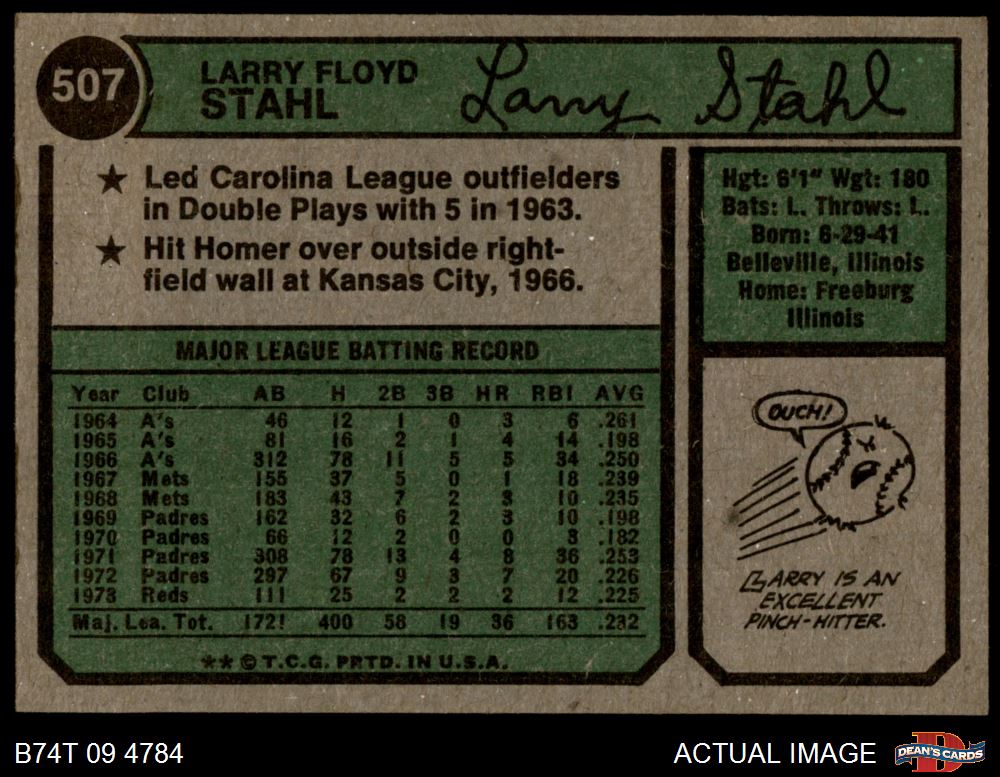 507
LARRY FLOYD
STAHL
Larry Stahl
★ Led Carolina League outfielders
in Double Plays with 5 in 1963.
★ Hit Homer over outside right-
field wall at Kansas City, 1966.
Hgt: 6'1" Wgt: 180
Bats: L. Throws: L.
Born: 6-29-41
Belleville, Illinois
Home: Freeburg
Illinois
MAJOR LEAGUE BATTING RECORD
Year Club AB H 2B 3B HR RBI AVG
1964 A's 46 12 1 0 3 6 .261
1965 A's 81 16 2 1 4 14 .198
1966 A's 312 78 11 5 5 34 .250
1967 Mets 155 37 5 0 1 18 .239
1968 Mets 183 43 7 2 3 10 .235
1969 Padres 162 32 6 2 3 10 .198
1970 Padres 66 12 2 0 0 3 .182
1971 Padres 308 78 13 4 8 36 .253
1972 Padres 297 67 9 3 7 20 .226
1973 Reds 111 25 2 2 2 12 .225
Maj. Lea. Tot. 1721 400 58 19 36 163 .232
** © T.C.G. PRTD. IN U.S.A.
OUCH!
LARRY IS AN
EXCELLENT
PINCH-HITTER.
B74T 09 4784
ACTUAL IMAGE
D
DEAN'S CARDS